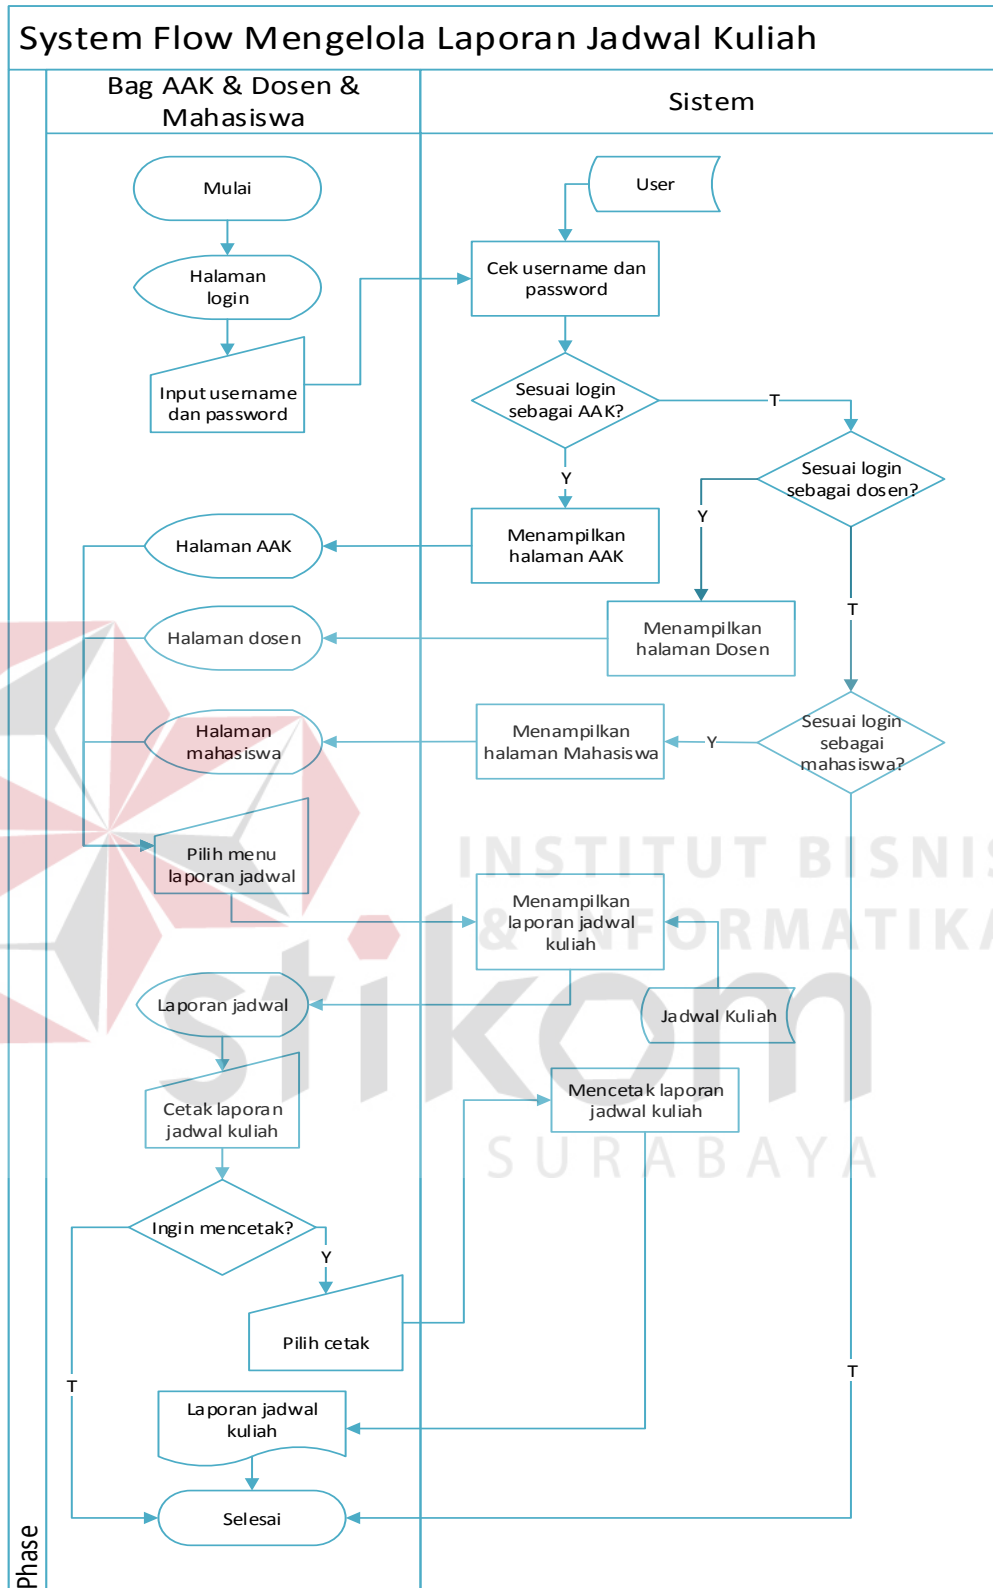 System Flow Mengelola Laporan Jadwal Kuliah
Bag AAK & Dosen &
Mahasiswa
Sistem
Mulai
User
Halaman
login
Cek username dan
password
Input username
dan password
Sesuai login
sebagai AAK?
T
Sesuai login
sebagai dosen?
Y
Y
Halaman AAK
Menampilkan
halaman AAK
T
Halaman dosen
Menampilkan
halaman Dosen
Halaman
mahasiswa
Menampilkan
halaman Mahasiswa
Y
Sesuai login
sebagai
mahasiswa?
Pilih menu
laporan jadwal
INSTITUT BISNIS
& INFORMATIKA
Menampilkan
laporan jadwal
kuliah
Laporan jadwal
Jadwal Kuliah
stikom
SURABAYA
Cetak laporan
jadwal kuliah
Mencetak laporan
jadwal kuliah
Ingin mencetak?
Y
Pilih cetak
T
T
Laporan jadwal
kuliah
Selesai
Phase